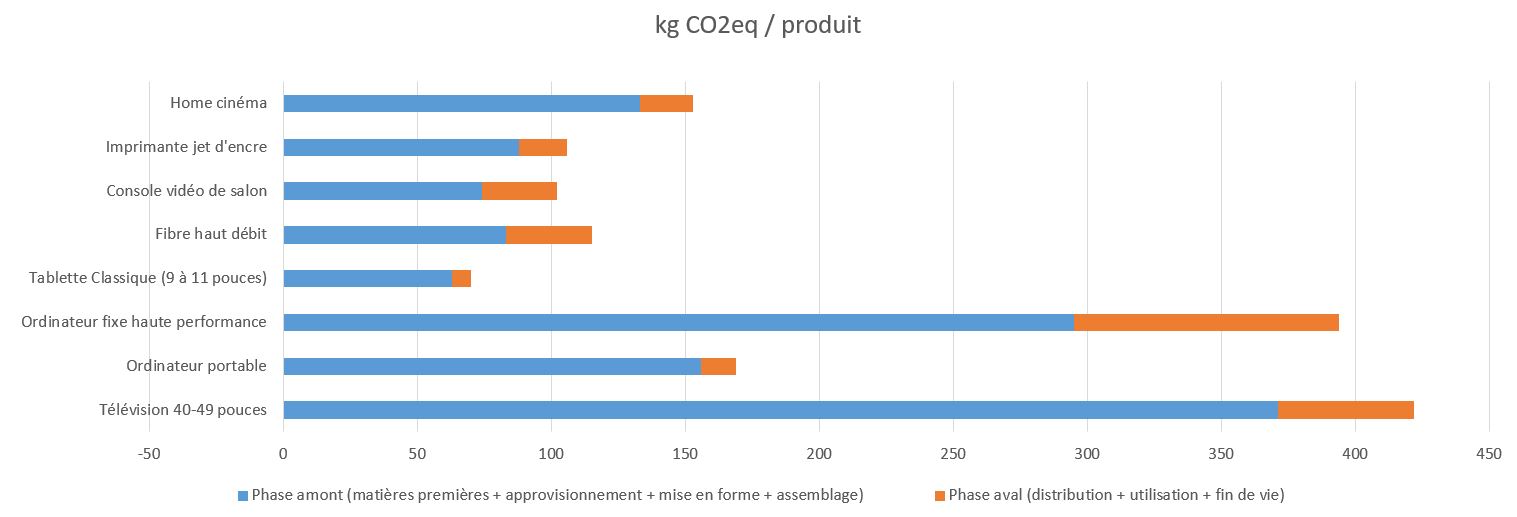 kg CO2eq / produit
Home cinéma
Imprimante jet d'encre
Console vidéo de salon
Fibre haut débit
Tablette Classique (9 à 11 pouces)
Ordinateur fixe haute performance
Ordinateur portable
Télévision 40-49 pouces
-50 0 50 100 150 200 250 300 350 400 450
Phase amont (matières premières + approvisionnement + mise en forme + assemblage) Phase aval (distribution + utilisation + fin de vie)